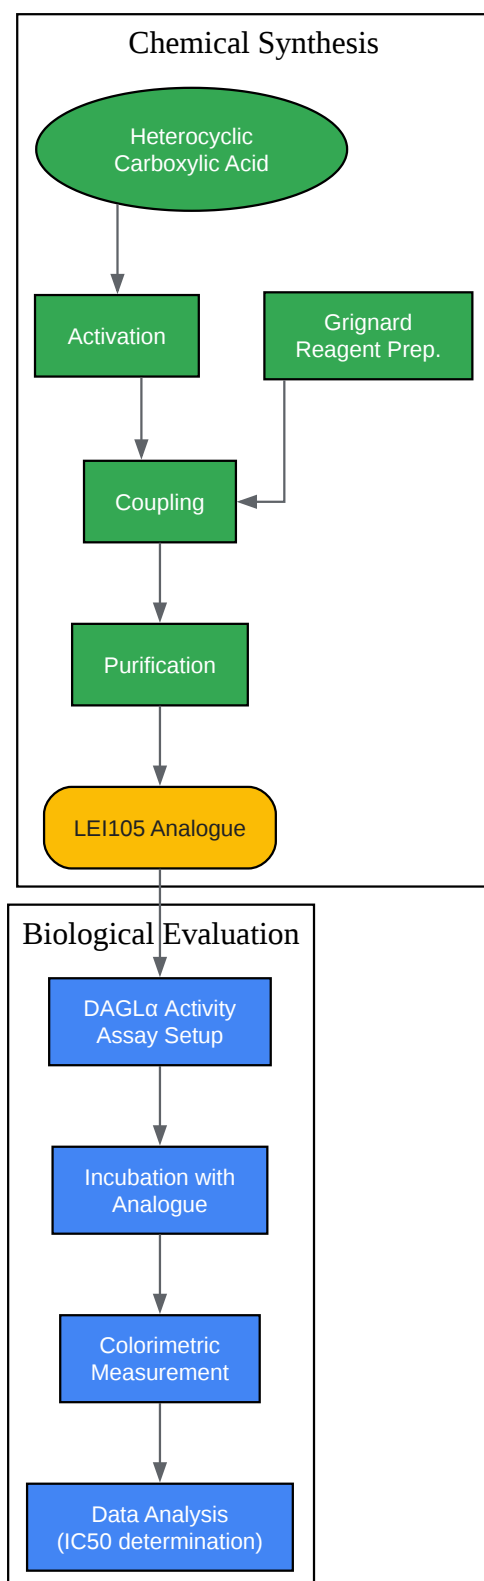 Chemical Synthesis
Heterocyclic
Carboxylic Acid
Activation
Grignard
Reagent Prep.
Coupling
Purification
LEI105 Analogue
Biological Evaluation
DAGLα Activity
Assay Setup
Incubation with
Analogue
Colorimetric
Measurement
Data Analysis
(IC50 determination)